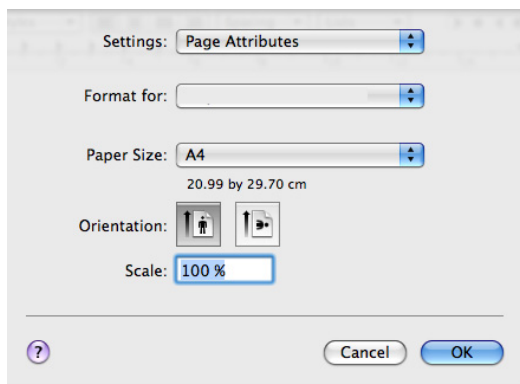 Settings: Page Attributes
Format for:
Paper Size: A4
20.99 by 29.70 cm
Orientation:
Scale: 100 %
? Cancel OK